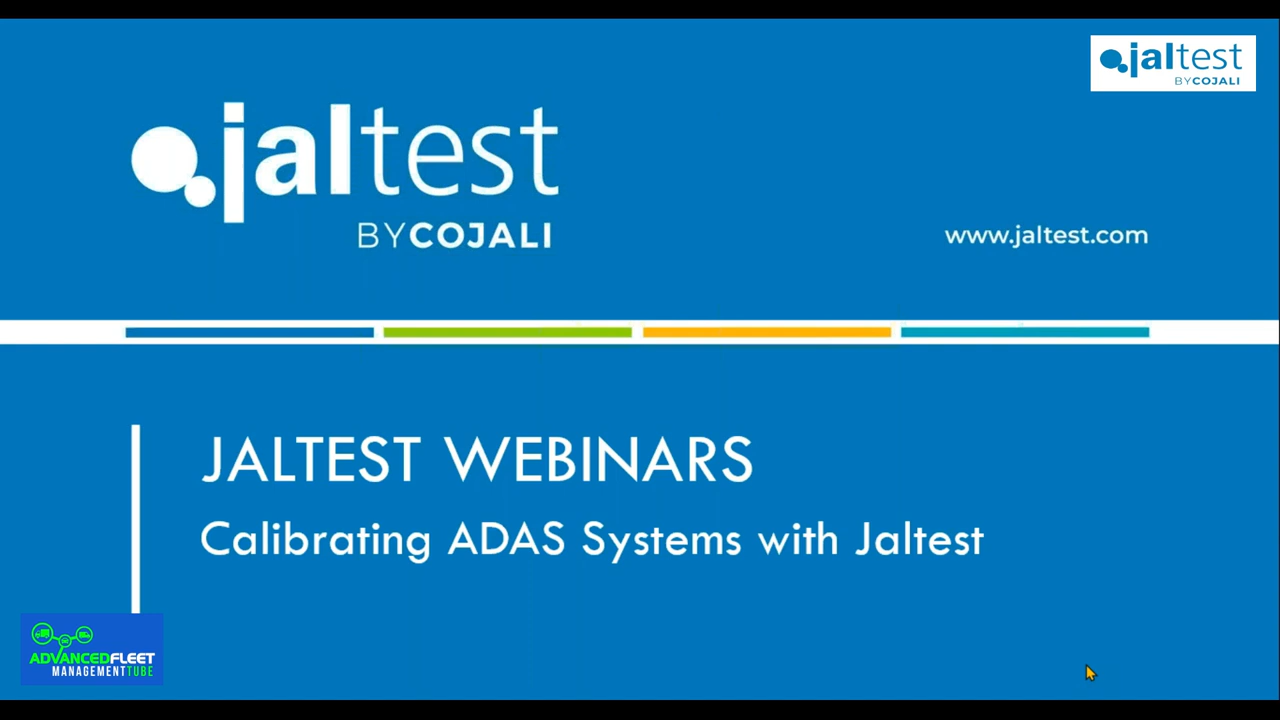 jaltest
BYCOJALI
jaltest
BYCOJALI
www.jaltest.com
JALTEST WEBINARS
Calibrating ADAS Systems with Jaltest
ADVANCEDFLEET
MANAGEMENTTUBE